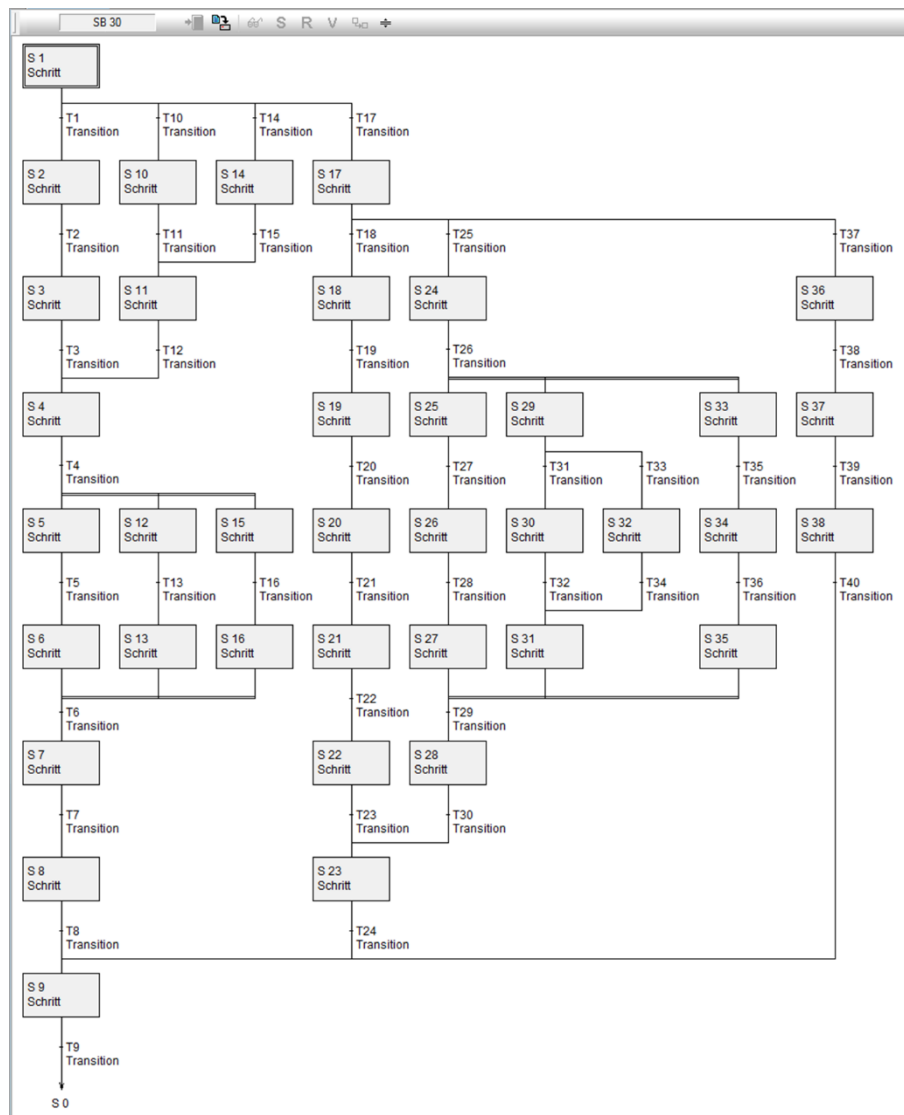 SB 30
S R V
S 1
Schritt
T1 T10 T14 T17
Transition Transition Transition Transition
S 2 S 10 S 14 S 17
Schritt Schritt Schritt Schritt
T2 T11 T15 T18 T25 T37
Transition Transition Transition Transition Transition Transition
S 3 S 11 S 18 S 24 S 36
Schritt Schritt Schritt Schritt Schritt
T3 T12 T19 T26 T38
Transition Transition Transition Transition Transition
S 4 S 19 S 25 S 29 S 33 S 37
Schritt Schritt Schritt Schritt Schritt Schritt
T4 T20 T27 T31 T33 T35 T39
Transition Transition Transition Transition Transition Transition Transition
S 5 S 12 S 15 S 20 S 26 S 30 S 32 S 34 S 38
Schritt Schritt Schritt Schritt Schritt Schritt Schritt Schritt Schritt
T5 T13 T16 T21 T28 T32 T34 T36 T40
Transition Transition Transition Transition Transition Transition Transition Transition Transition
S 6 S 13 S 16 S 21 S 27 S 31 S 35
Schritt Schritt Schritt Schritt Schritt Schritt Schritt
T6 T22 T29
Transition Transition Transition
S 7 S 22 S 28
Schritt Schritt Schritt
T7 T23 T30
Transition Transition Transition
S 8 S 23
Schritt Schritt
T8 T24
Transition Transition
S 9
Schritt
T9
Transition
S 0